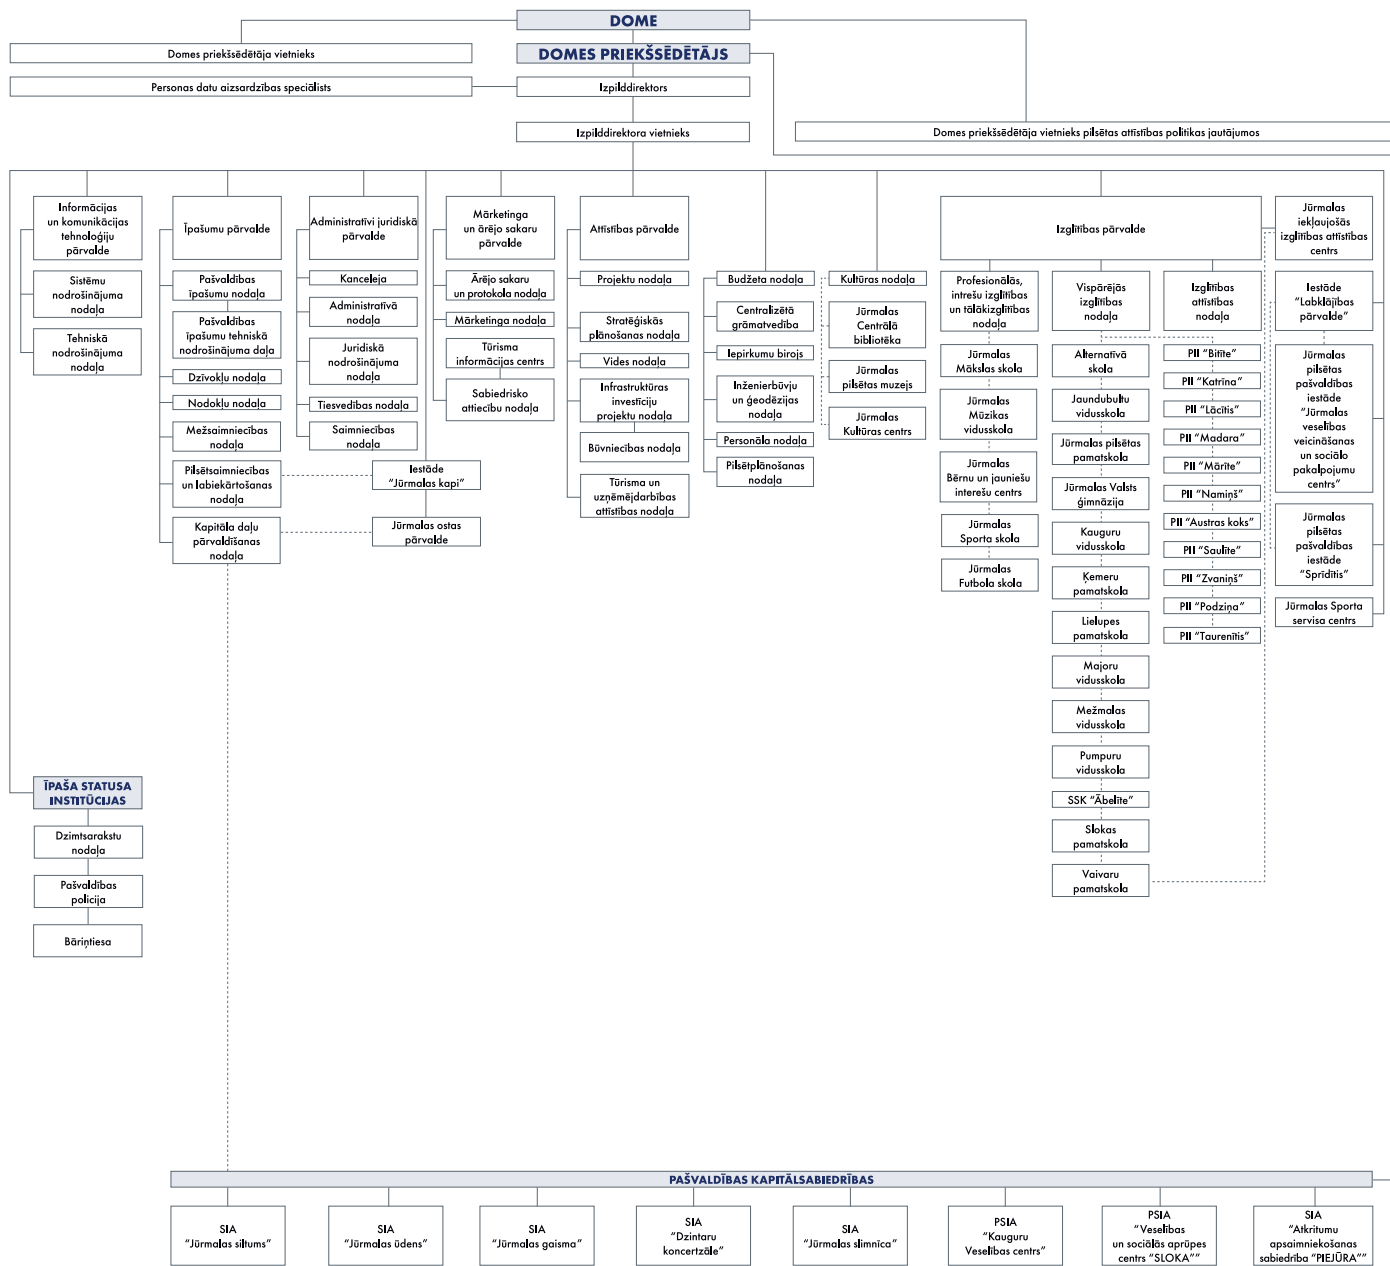 DOME
Domes priekšsēdētāja vietnieks
DOMES PRIEKŠSĒDĒTĀJS
Personas datu aizsardzības speciālists
Izpilddirektors
Izpilddirektora vietnieks
Domes priekšsēdētāja vietnieks pilsētas attīstības politikas jautājumos
Informācijas
un komunikācijas
tehnoloģiju
pārvalde
Sistēmu
nodrošinājuma
nodaļa
Tehniskā
nodrošinājuma
nodaļa
Īpašumu pārvalde
Pašvaldības
īpašumu nodaļa
Pašvaldības
īpašumu tehniskā
nodrošinājuma daļa
Dzīvokļu nodaļa
Nodokļu nodaļa
Mežsaimniecības
nodaļa
Pilsētsaimniecības
un labiekārtošanas
nodaļa
Kapitāla daļu
pārvaldīšanas
nodaļa
Administratīvi juridiskā
pārvalde
Kanceleja
Administratīvā
nodaļa
Juridiskā
nodrošinājuma
nodaļa
Tiesvedības nodaļa
Saimniecības
nodaļa
Iestāde
“Jūrmalas kapi”
Jūrmalas ostas
pārvalde
Mārketinga
un ārējo sakaru
pārvalde
Ārējo sakaru
un protokola nodaļa
Mārketinga nodaļa
Tūrisma
informācijas centrs
Sabiedrisko
attiecību nodaļa
Attīstības pārvalde
Projektu nodaļa
Stratēģiskās
plānošanas nodaļa
Vides nodaļa
Infrastruktūras
investīciju
projektu nodaļa
Būvniecības nodaļa
Tūrisma un
uzņēmējdarbības
attīstības nodaļa
Budžeta nodaļa
Centralizētā
grāmatvedība
Iepirkumu birojs
Inženierbūvju
un ģeodēzijas
nodaļa
Personāla nodaļa
Pilsētplānošanas
nodaļa
Kultūras nodaļa
Jūrmalas
Centrālā
bibliotēka
Jūrmalas
pilsētas muzejs
Jūrmalas
Kultūras centrs
Izglītības pārvalde
Profesionālās,
intrešu izglītības
un tālākizglītības
nodaļa
Jūrmalas
Mākslas skola
Jūrmalas
Mūzikas
vidusskola
Jūrmalas
Bērnu un jauniešu
interešu centrs
Jūrmalas
Sporta skola
Jūrmalas
Futbola skola
Vispārējās
izglītības
nodaļa
Alternatīvā
skola
Jaundubultu
vidusskola
Jūrmalas pilsētas
pamatskola
Jūrmalas Valsts
ģimnāzija
Kauguru
vidusskola
Ķemeru
pamatskola
Lielupes
pamatskola
Majoru
vidusskola
Mežmalas
vidusskola
Pumpuru
vidusskola
SSK “Ābelīte”
Slokas
pamatskola
Vaivaru
pamatskola
Izglītības
attīstības
nodaļa
PII “Bitīte”
PII “Katrīna”
PII “Lācītis”
PII “Madara”
PII “Mārīte”
PII “Namiņš”
PII “Austras koks”
PII “Saulīte”
PII “Zvaniņš”
PII “Podziņa”
PII “Taurenītis”
Jūrmalas
iekļaujošās
izglītības attīstības
centrs
Iestāde
“Labklājības
pārvalde”
Jūrmalas
pilsētas
pašvaldības
iestāde
“Jūrmalas
veselības
veicināšanas
un sociālo
pakalpojumu
centrs”
Jūrmalas
pilsētas
pašvaldības
iestāde
“Sprīdītis”
Jūrmalas Sporta
servisa centrs
ĪPAŠA STATUSA
INSTITŪCIJAS
Dzimtsarakstu
nodaļa
Pašvaldības
policija
Bāriņtiesa
PAŠVALDĪBAS KAPITĀLSABIEDRĪBAS
SIA
“Jūrmalas siltums”
SIA
“Jūrmalas ūdens”
SIA
“Jūrmalas gaisma”
SIA
“Dzintaru
koncertzāle”
SIA
“Jūrmalas slimnīca”
PSIA
“Kauguru
Veselības centrs”
PSIA
“Veselības
un sociālās aprūpes
centrs “SLOKA””
SIA
“Atkritumu
apsaimniekošanas
sabiedrība “PIEJŪRA””